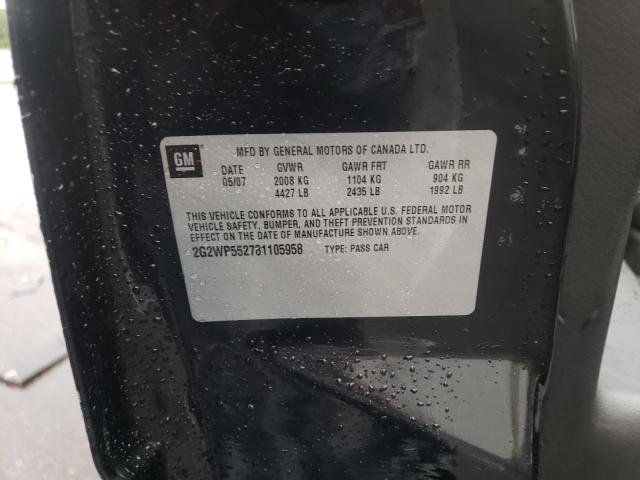 GM
MFD BY GENERAL MOTORS OF CANADA LTD.
DATE GVWR GAWR FRT GAWR RR
05/07 2008 KG 1104 KG 904 KG
4427 LB 2435 LB 1992 LB
THIS VEHICLE CONFORMS TO ALL APPLICABLE U.S. FEDERAL MOTOR
VEHICLE SAFETY, BUMPER, AND THEFT PREVENTION STANDARDS IN
EFFECT ON THE DATE OF MANUFACTURE SHOWN ABOVE.
2G2WP552731105958 TYPE: PASS CAR